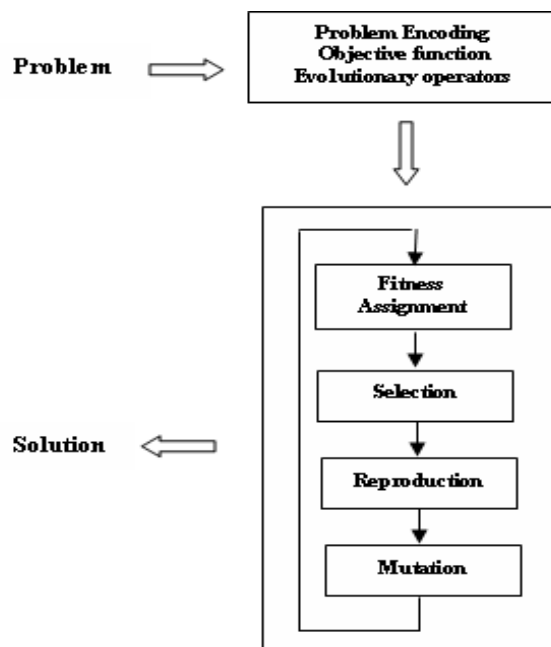 Problem
Problem Encoding
Objective function
Evolutionary operators
Fitness
Assignment
Selection
Reproduction
Mutation
Solution